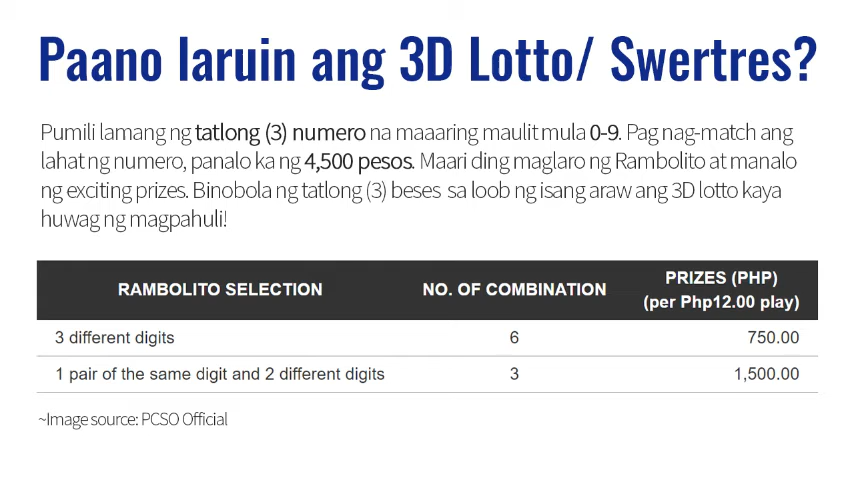 Paano laruin ang 3D Lotto/ Swertres?
Pumili lamang ng tatlong (3) numero na maaaring maulit mula 0-9. Pag nag-match ang
lahat ng numero, panalo ka ng 4,500 pesos. Maari ding maglaro ng Rambolito at manalo
ng exciting prizes. Binobola ng tatlong (3) beses sa loob ng isang araw ang 3D lotto kaya
huwag ng magpahuli!
RAMBOLITO SELECTION NO. OF COMBINATION PRIZES (PHP)
(per Php12.00 play)
3 different digits 6 750.00
1 pair of the same digit and 2 different digits 3 1,500.00
~Image source: PCSO Official